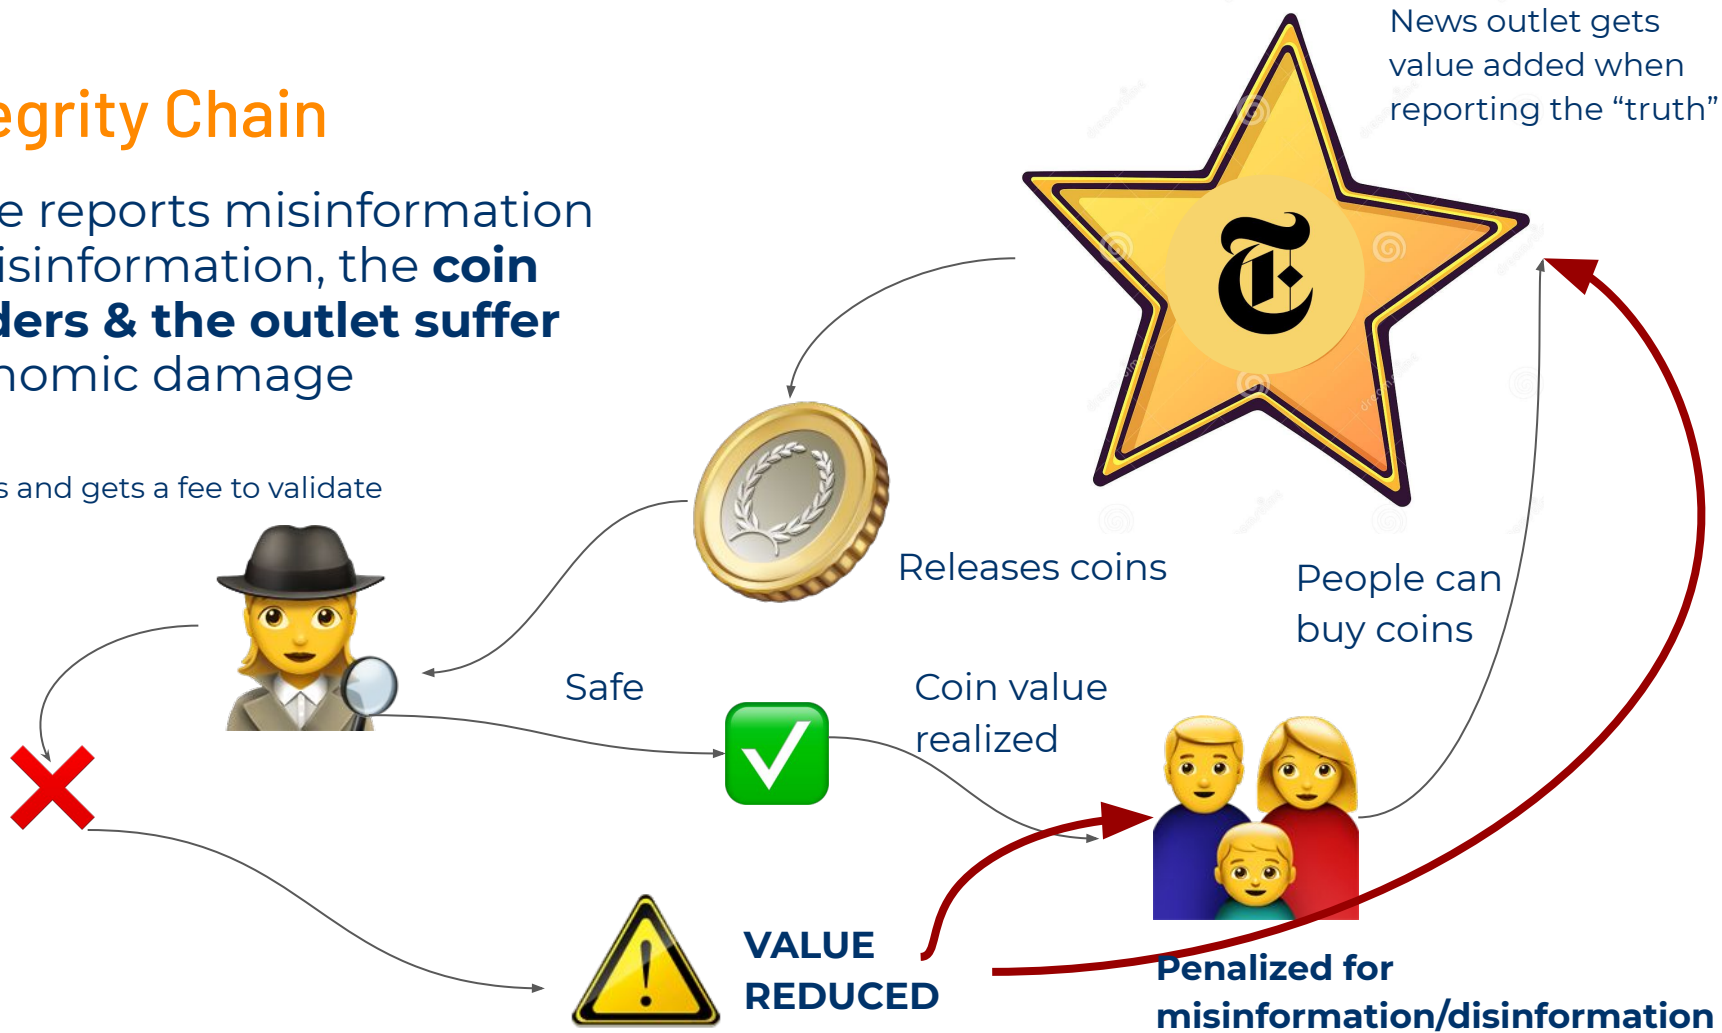 egrity Chain
e reports misinformation
isinformation, the coin
ders & the outlet suffer
nomic damage
s and gets a fee to validate
News outlet gets
value added when
reporting the “truth”
Releases coins
People can
buy coins
Safe
Coin value
realized
VALUE
REDUCED
Penalized for
misinformation/disinformation